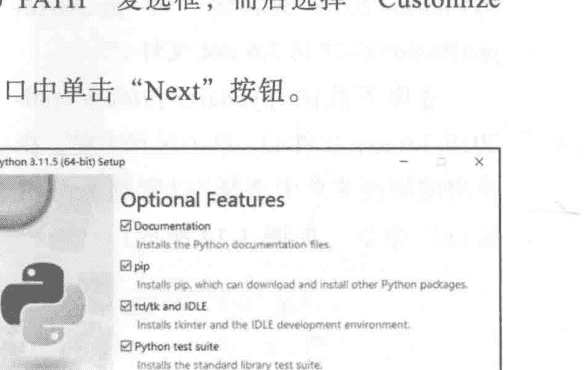 PATH” 复选框，而后选择 “Customize
口中单击“Next”按钮。
ython 3.11.5 (64-bit) Setup
Optional Features
Documentation
Installs the Python documentation files.
pip
Installs pip, which can download and install other Python packages.
td/tk and IDLE
Installs tkinter and the IDLE development environment.
Python test suite
Installs the standard library test suite.